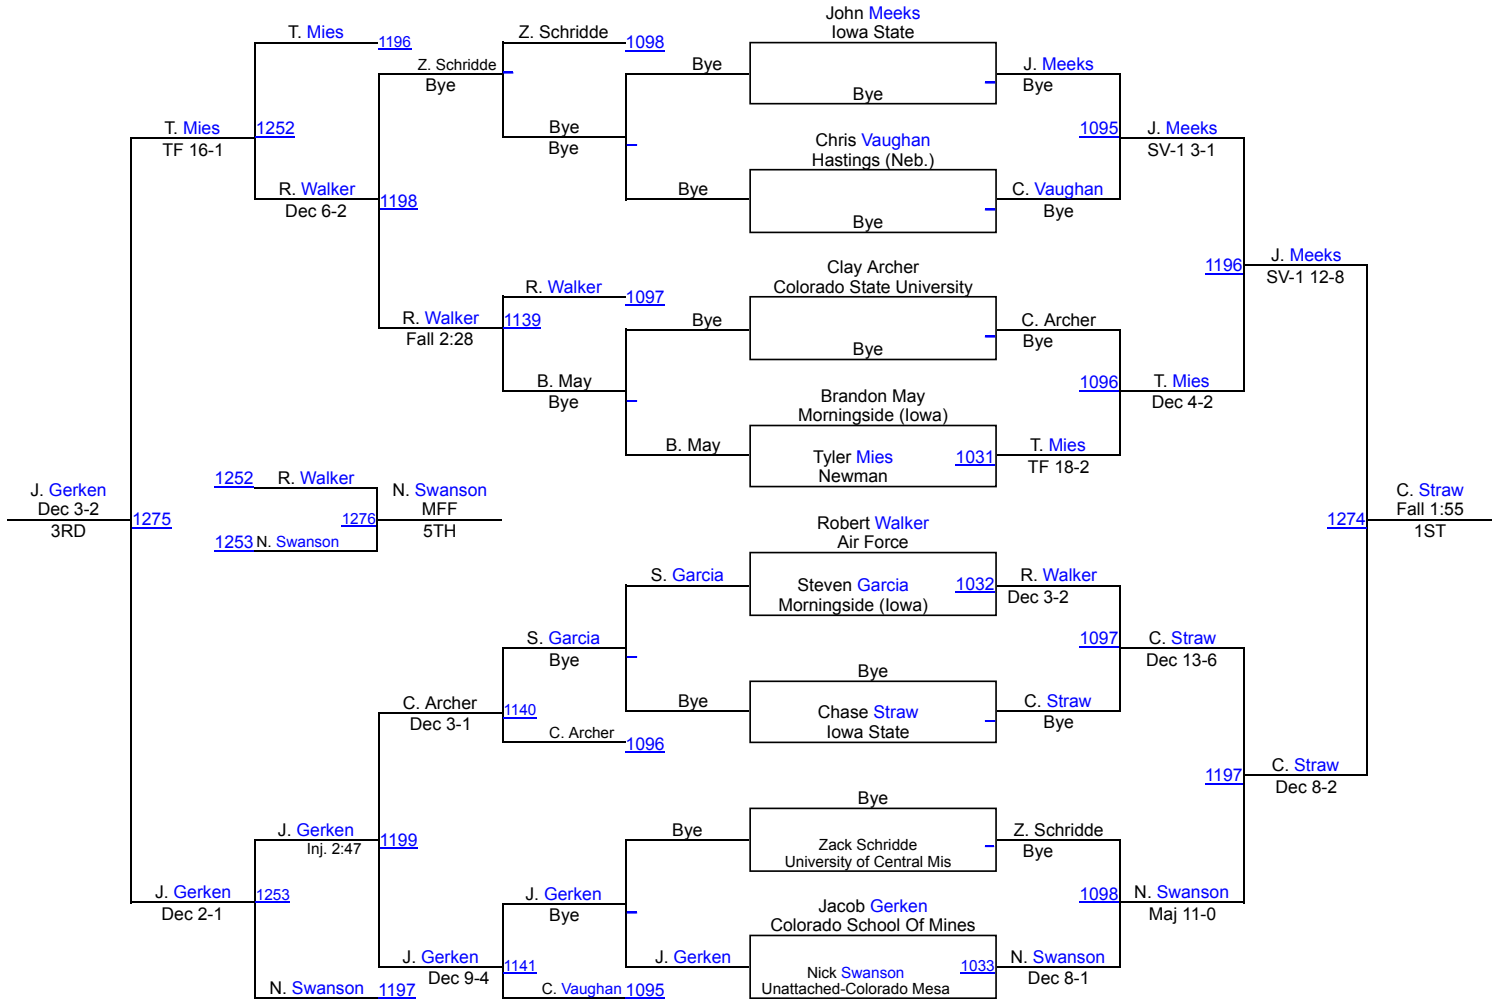 John Meeks
Iowa State
T. Mies
1196
Z. Schridde
1098
Z. Schridde
Bye
Bye
Bye
J. Meeks
Bye
Bye
Bye
T. Mies
TF 16-1
1252
1095
J. Meeks
SV-1 3-1
Chris Vaughan
Hastings (Neb.)
R. Walker
Dec 6-2
1198
Bye
Bye
C. Vaughan
Bye
Clay Archer
Colorado State University
1196
J. Meeks
SV-1 12-8
R. Walker
1097
R. Walker
Fall 2:28
1139
Bye
Bye
C. Archer
Bye
B. May
Bye
1096
T. Mies
Dec 4-2
Brandon May
Morningside (Iowa)
B. May
Tyler Mies
Newman
1031
T. Mies
TF 18-2
1252
R. Walker
J. Gerken
Dec 3-2
3RD
1275
1276
N. Swanson
MFF
5TH
1253
N. Swanson
1274
C. Straw
Fall 1:55
1ST
Robert Walker
Air Force
S. Garcia
Steven Garcia
Morningside (Iowa)
1032
R. Walker
Dec 3-2
S. Garcia
Bye
1097
C. Straw
Dec 13-6
Bye
C. Archer
Dec 3-1
1140
Bye
Chase Straw
Iowa State
C. Straw
Bye
C. Archer
1096
1197
C. Straw
Dec 8-2
Bye
J. Gerken
Inj. 2:47
1199
Bye
Zack Schridde
University of Central Mis
Z. Schridde
Bye
J. Gerken
Dec 2-1
1253
J. Gerken
Bye
1098
N. Swanson
Maj 11-0
Jacob Gerken
Colorado School Of Mines
J. Gerken
Dec 9-4
1141
J. Gerken
Nick Swanson
Unattached-Colorado Mesa
1033
N. Swanson
Dec 8-1
N. Swanson
1197
C. Vaughan
1095